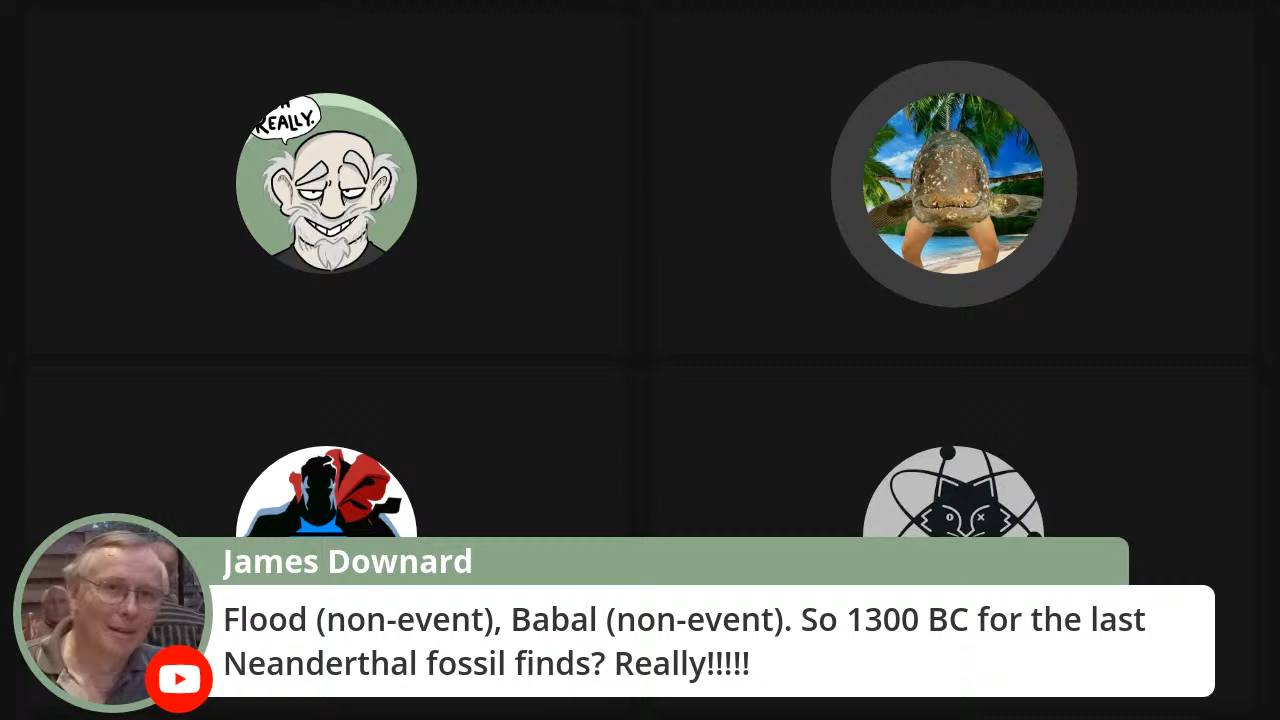 REALLY.
James Downard
Flood (non-event), Babal (non-event). So 1300 BC for the last
Neanderthal fossil finds? Really!!!!!